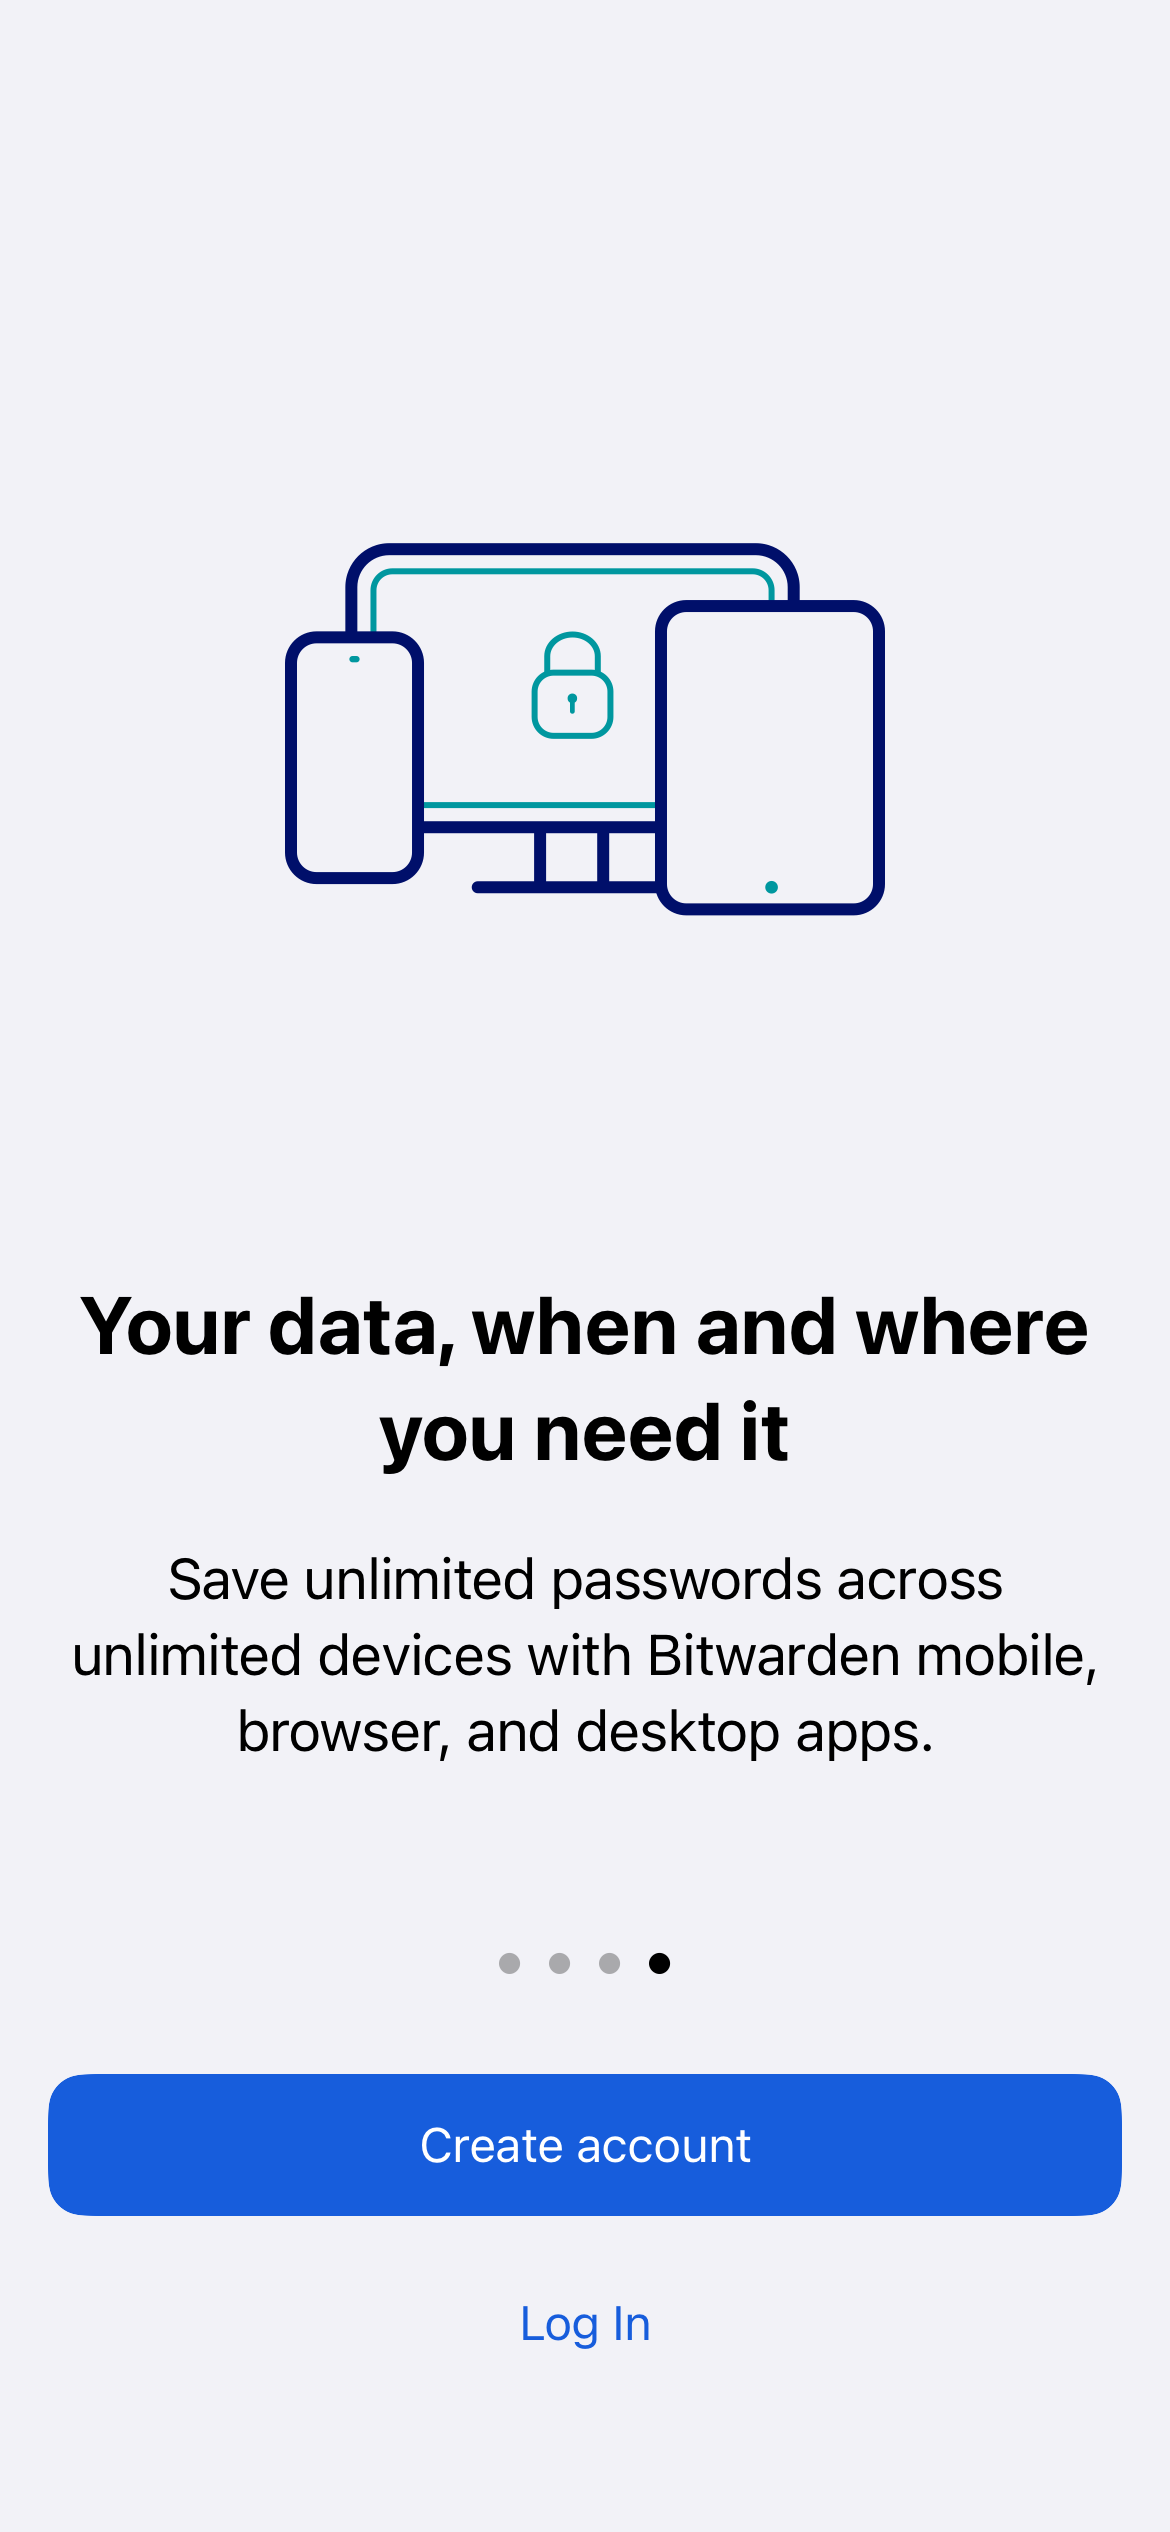 Your data, when and where
you need it
Save unlimited passwords across
unlimited devices with Bitwarden mobile,
browser, and desktop apps.
Create account
Log In